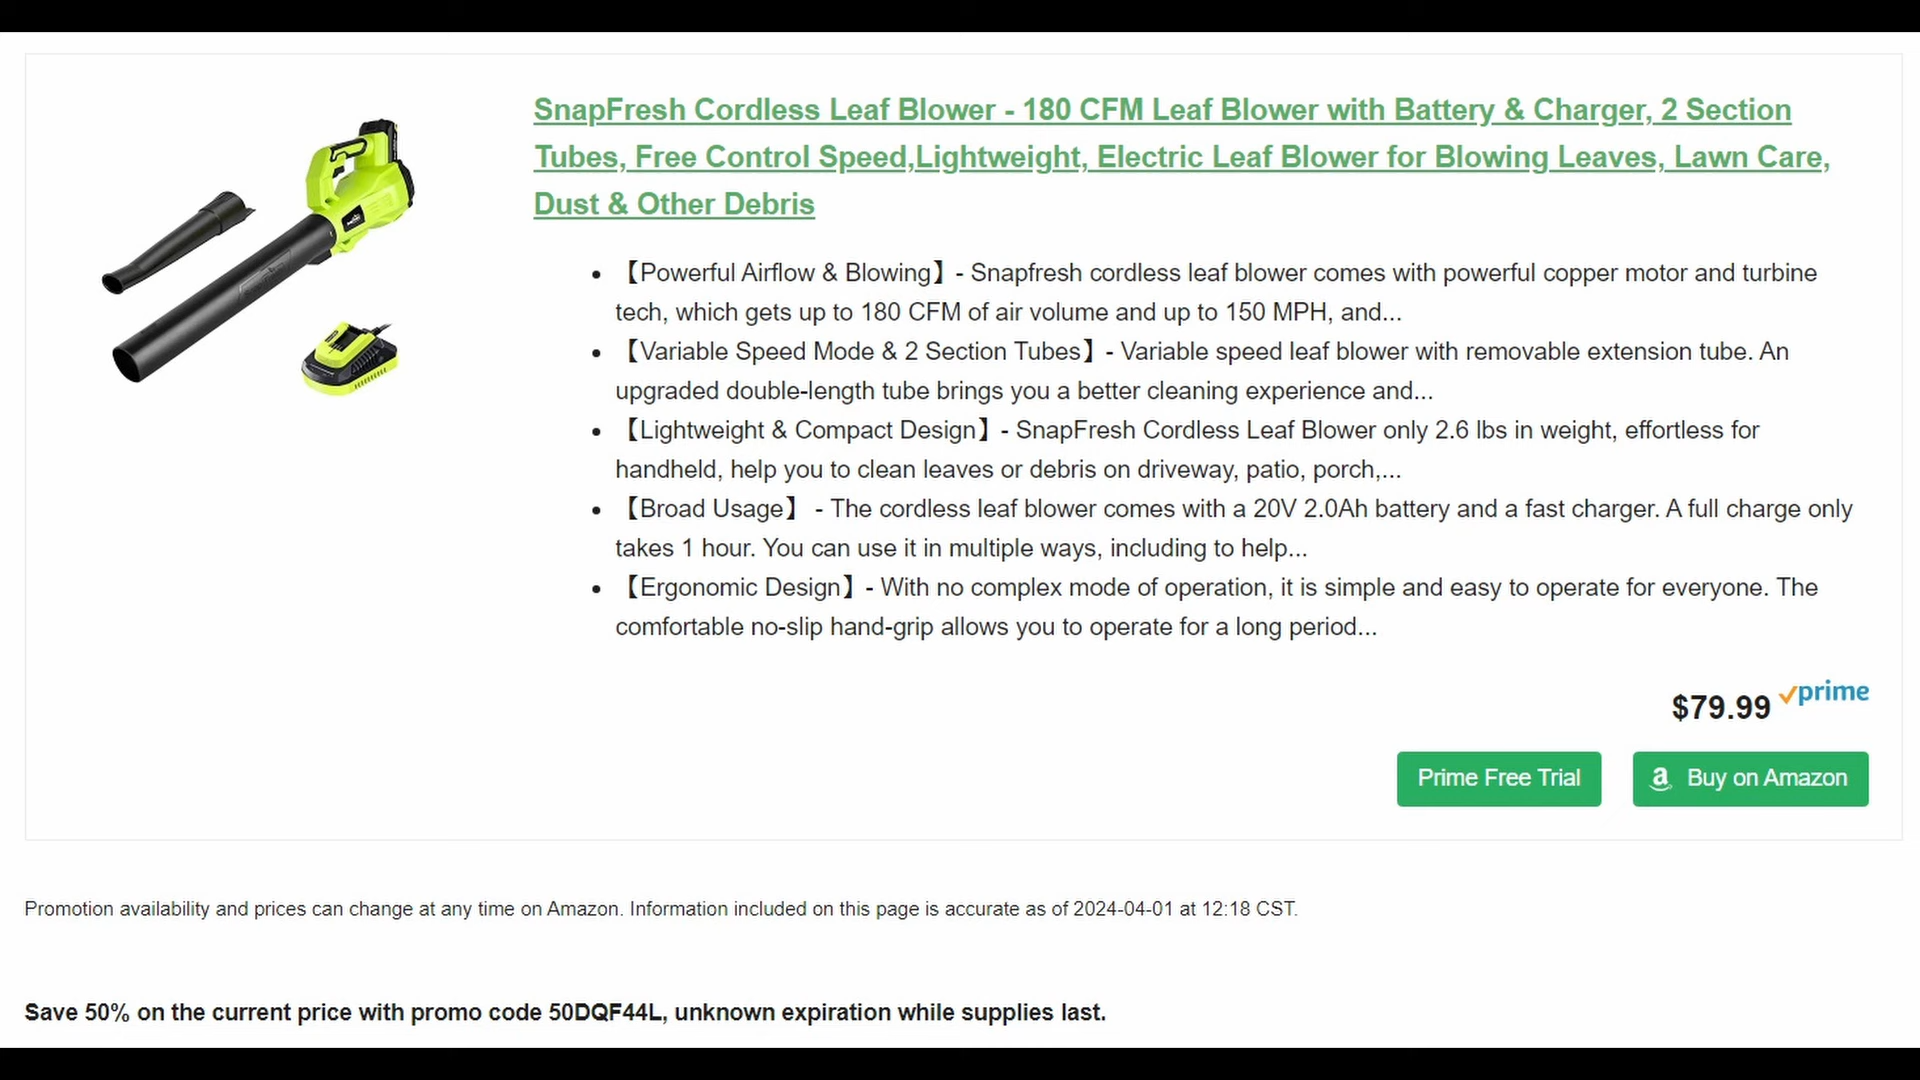 SnapFresh Cordless Leaf Blower - 180 CFM Leaf Blower with Battery & Charger, 2 Section
Tubes, Free Control Speed,Lightweight, Electric Leaf Blower for Blowing Leaves, Lawn Care,
Dust & Other Debris
• 【Powerful Airflow & Blowing】- Snapfresh cordless leaf blower comes with powerful copper motor and turbine
tech, which gets up to 180 CFM of air volume and up to 150 MPH, and...
• 【Variable Speed Mode & 2 Section Tubes】- Variable speed leaf blower with removable extension tube. An
upgraded double-length tube brings you a better cleaning experience and...
• 【Lightweight & Compact Design】- SnapFresh Cordless Leaf Blower only 2.6 lbs in weight, effortless for
handheld, help you to clean leaves or debris on driveway, patio, porch,...
• 【Broad Usage】 - The cordless leaf blower comes with a 20V 2.0Ah battery and a fast charger. A full charge only
takes 1 hour. You can use it in multiple ways, including to help...
• 【Ergonomic Design】- With no complex mode of operation, it is simple and easy to operate for everyone. The
comfortable no-slip hand-grip allows you to operate for a long period...
$79.99 prime
Prime Free Trial
Buy on Amazon
Promotion availability and prices can change at any time on Amazon. Information included on this page is accurate as of 2024-04-01 at 12:18 CST.
Save 50% on the current price with promo code 50DQF44L, unknown expiration while supplies last.